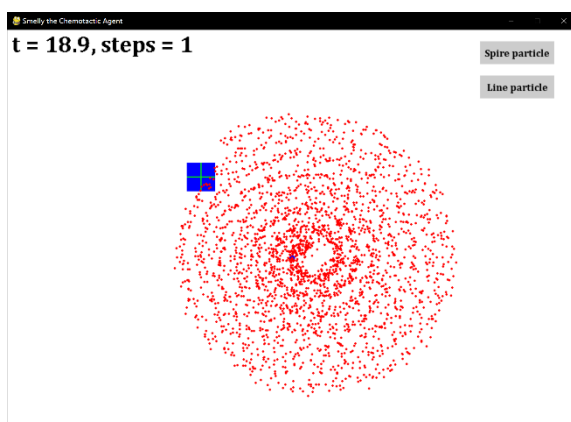 Smelly the Chemotactic Agent
t = 18.9, steps = 1
Spire particle
Line particle